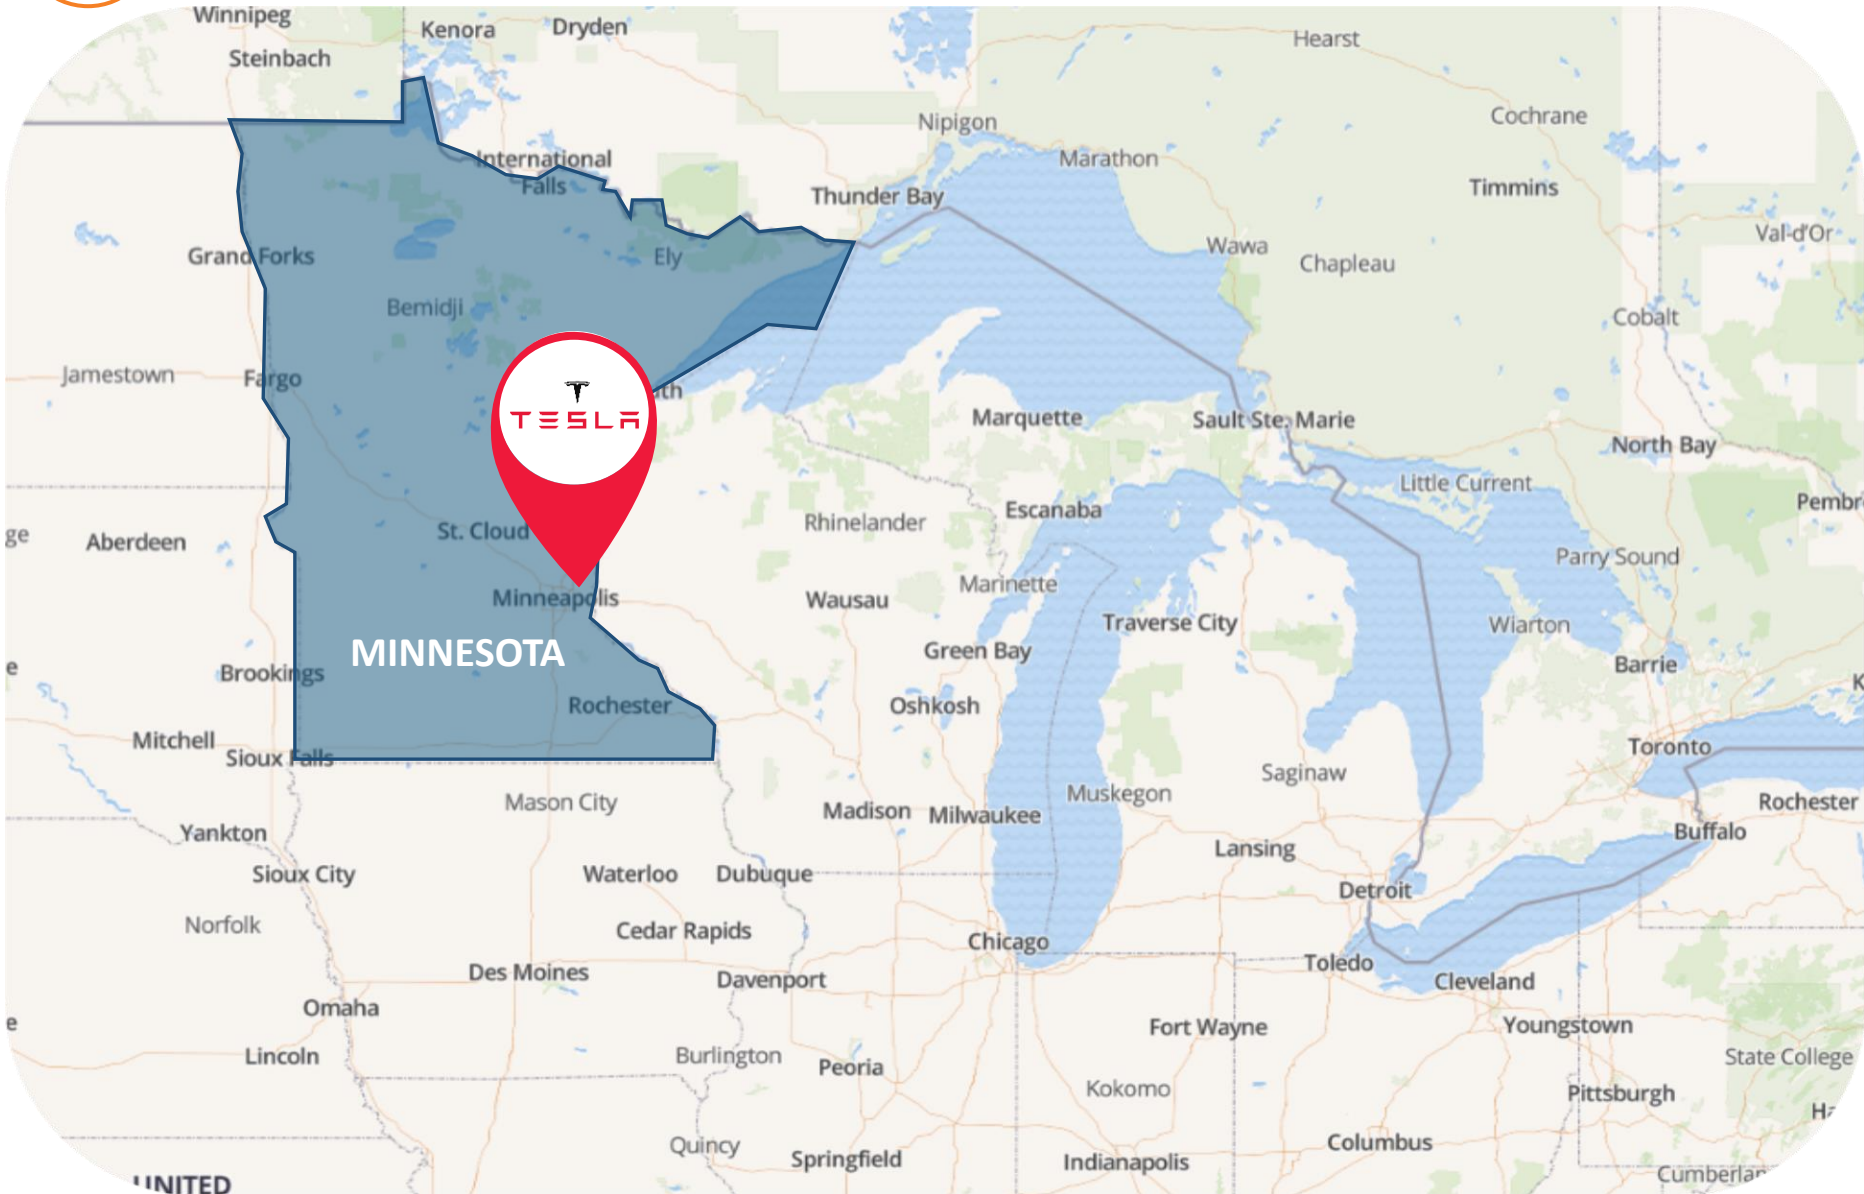 Winnipeg
Kenora
Dryden
Hearst
Steinbach
Cochrane
Nipigon
International
Falls
Marathon
Timmins
Thunder Bay
Val-d'Or
Grand Forks
Ely
Wawa
Chapleau
Bemidji
Cobalt
Jamestown
Fargo
TESLA
Marquette
Sault Ste. Marie
North Bay
Little Current
Escanaba
Rhinelander
St. Cloud
Aberdeen
Parry Sound
Marinette
Minneapolis
Wausau
Traverse City
Wiarton
Green Bay
MINNESOTA
Barrie
Brookings
Rochester
Oshkosh
Mitchell
Sioux Falls
Toronto
Saginaw
Muskegon
Mason City
Madison
Milwaukee
Rochester
Yankton
Buffalo
Lansing
Sioux City
Waterloo
Dubuque
Detroit
Norfolk
Cedar Rapids
Chicago
Toledo
Des Moines
Davenport
Cleveland
Omaha
Fort Wayne
Youngstown
Lincoln
Burlington
Peoria
State College
Kokomo
Pittsburgh
Columbus
Quincy
Springfield
Indianapolis
UNITED